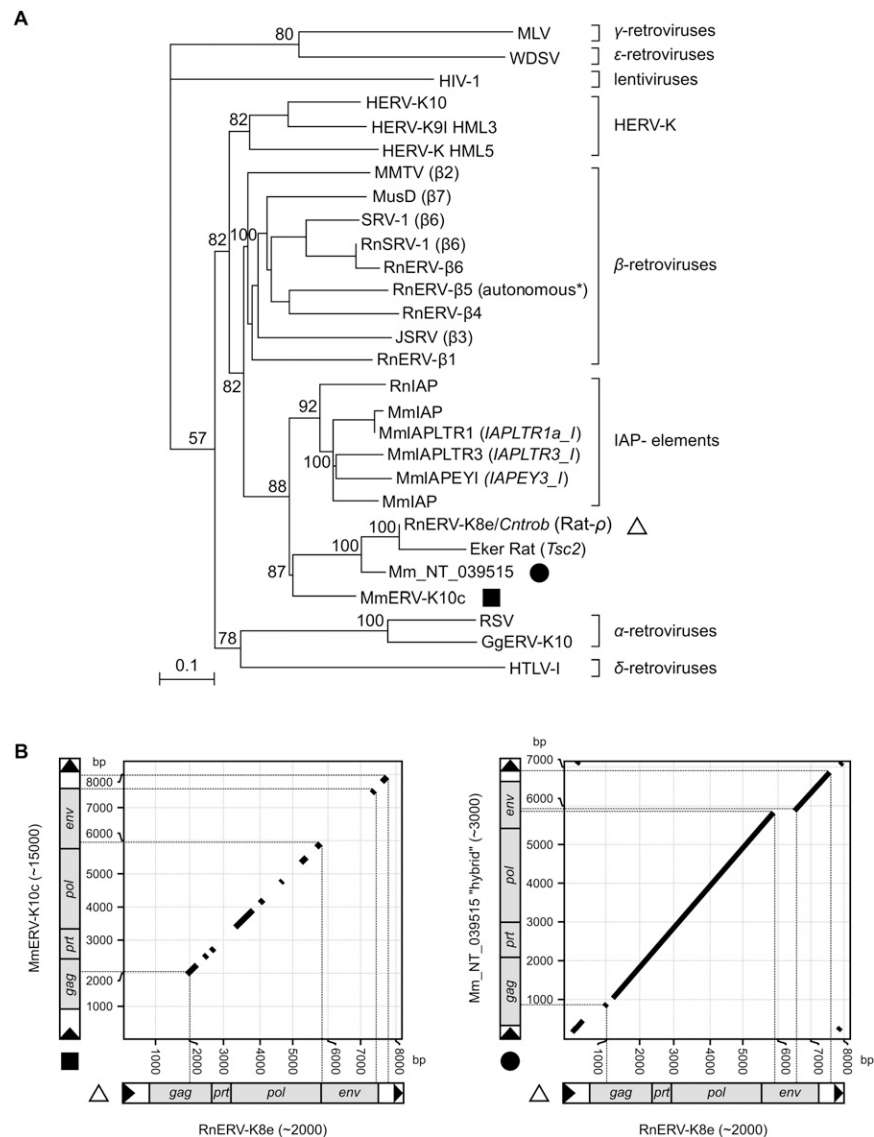 A
80
MLV
γ-retroviruses
WDSV
ε-retroviruses
HIV-1
lentiviruses
82
HERV-K10
HERV-K9I HML3
HERV-K HML5
HERV-K
MMTV (β2)
MusD (β7)
82
100
SRV-1 (β6)
RnSRV-1 (β6)
RnERV-β6
β-retroviruses
RnERV-β5 (autonomous*)
RnERV-β4
JSRV (β3)
RnERV-β1
82
RnIAP
92
MmIAP
MmIAPLTR1 (IAPLTR1a_I)
57
IAP- elements
MmIAPLTR3 (IAPLTR3_I)
100
MmIAPEYI (IAPEY3_I)
88
MmIAP
RnERV-K8e/Cntrob (Rat-ρ)
100
100
Eker Rat (Tsc2)
87
Mm_NT_039515
MmERV-K10c
RSV
100
78
GgERV-K10
α-retroviruses
0.1
HTLV-I
δ-retroviruses
B
bp
8000
7000
6000
5000
4000
3000
2000
1000
MmERV-K10c (~15000)
env
pol
prt
gag
1000
2000
3000
4000
5000
6000
7000
8000
bp
gag
prt
pol
env
RnERV-K8e (~2000)
bp
7000
6000
5000
4000
3000
2000
1000
Mm_NT_039515 "hybrid" (~3000)
env
pol
prt
gag
1000
2000
3000
4000
5000
6000
7000
8000
bp
gag
prt
pol
env
RnERV-K8e (~2000)